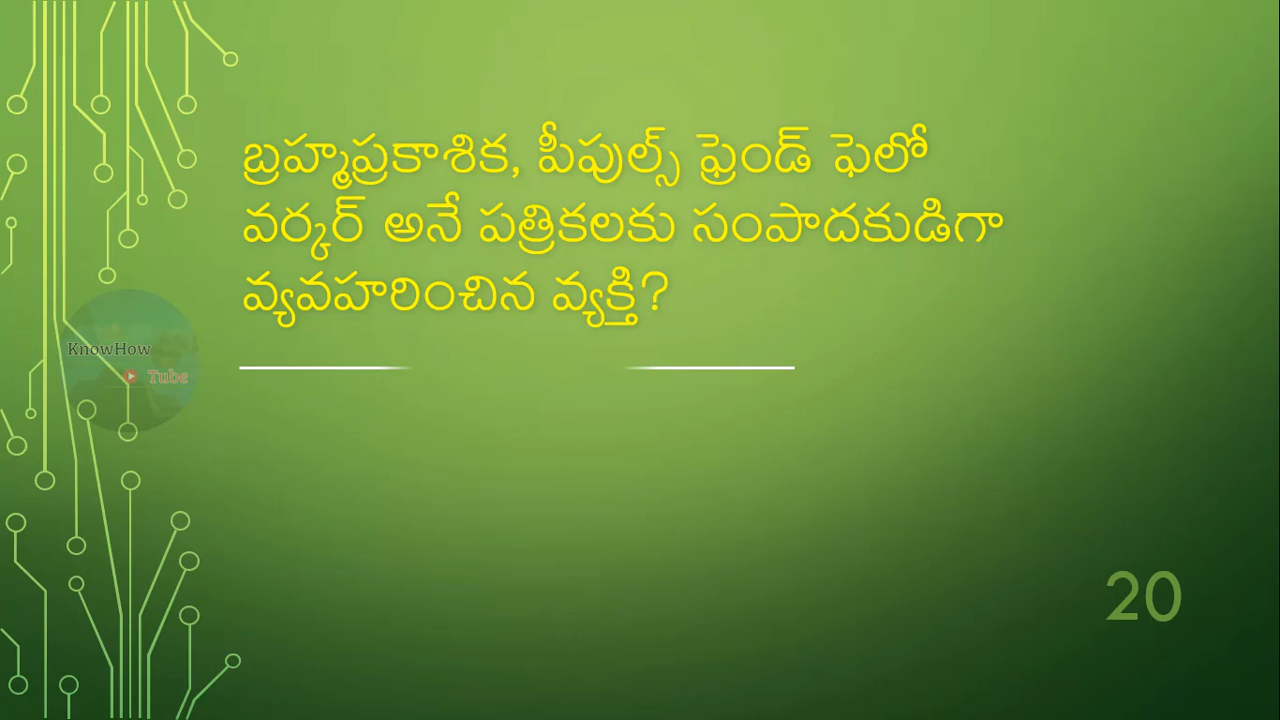 బ్రహ్మప్రకాశిక, పీపుల్స్ ఫ్రెండ్ ఫెలో
వర్కర్ అనే పత్రికలకు సంపాదకుడిగా
వ్యవహరించిన వ్యక్తి?
KnowHow
Tube
20